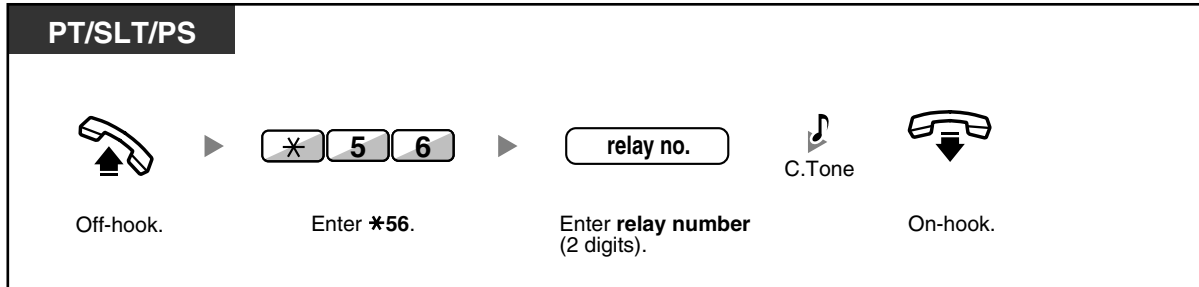 PT/SLT/PS
✳ 5 6
relay no.
C.Tone
Off-hook.
Enter ✳56.
Enter relay number
(2 digits).
On-hook.